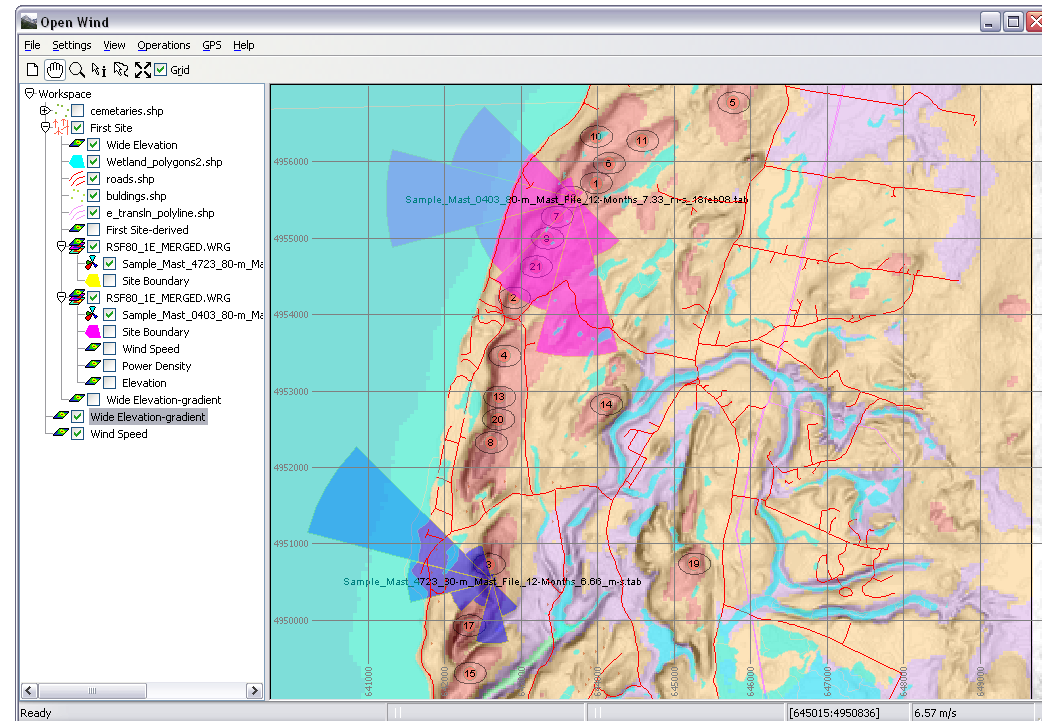 Open Wind
File Settings View Operations GPS Help
Grid
Workspace
cemetaries.shp
First Site
Wide Elevation
Wetland_polygons2.shp
roads.shp
buldings.shp
e_transln_polyline.shp
First Site-derived
RSF80_1E_MERGED.WRG
Sample_Mast_4723_80-m_Ma
Site Boundary
RSF80_1E_MERGED.WRG
Sample_Mast_0403_80-m_Ma
Site Boundary
Wind Speed
Power Density
Elevation
Wide Elevation-gradient
Wide Elevation-gradient
Wind Speed
5
10
11
4956000
6
1
Sample_Mast_0403_80-m_Mast_File_12-Months_7.33_m-s_18feb08.tab
7
4955000
9
21
2
4954000
4
4953000
13
14
20
8
4952000
4951000
3
19
Sample_Mast_4723_80-m_Mast_File_12-Months_6.66_m-s.tab
4950000
17
15
641000
645000
646000
647000
648000
649000
Ready
[645015:4950836]
6.57 m/s